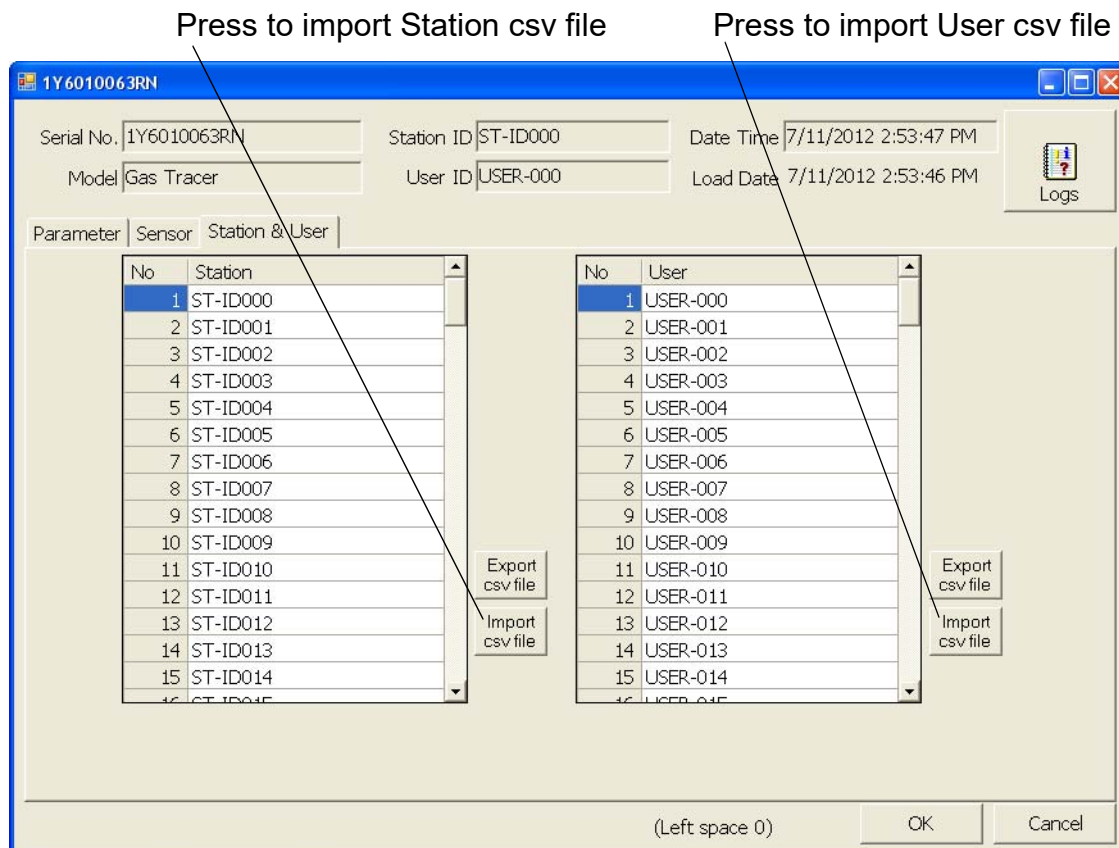 Press to import Station csv file Press to import User csv file
1Y6010063RN
Serial No. 1Y6010063RN Station ID ST-ID000 Date Time 7/11/2012 2:53:47 PM
Model Gas Tracer User ID USER-000 Load Date 7/11/2012 2:53:46 PM
Logs
Parameter Sensor Station & User
No Station No User
1 ST-ID000 1 USER-000
2 ST-ID001 2 USER-001
3 ST-ID002 3 USER-002
4 ST-ID003 4 USER-003
5 ST-ID004 5 USER-004
6 ST-ID005 6 USER-005
7 ST-ID006 7 USER-006
8 ST-ID007 8 USER-007
9 ST-ID008 9 USER-008
10 ST-ID009 10 USER-009
11 ST-ID010 Export csv file 11 USER-010 Export csv file
12 ST-ID011 12 USER-011
13 ST-ID012 Import csv file 13 USER-012 Import csv file
14 ST-ID013 14 USER-013
15 ST-ID014 15 USER-014
(Left space 0) OK Cancel